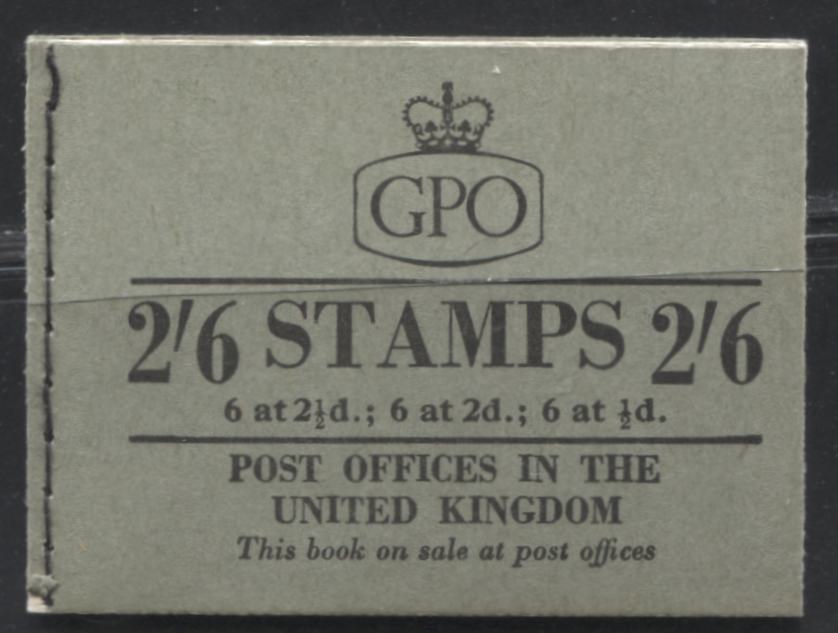 GPO
2'6 STAMPS 2'6
6 at 2½d.; 6 at 2d.; 6 at ½d.
POST OFFICES IN THE
UNITED KINGDOM
This book on sale at post offices